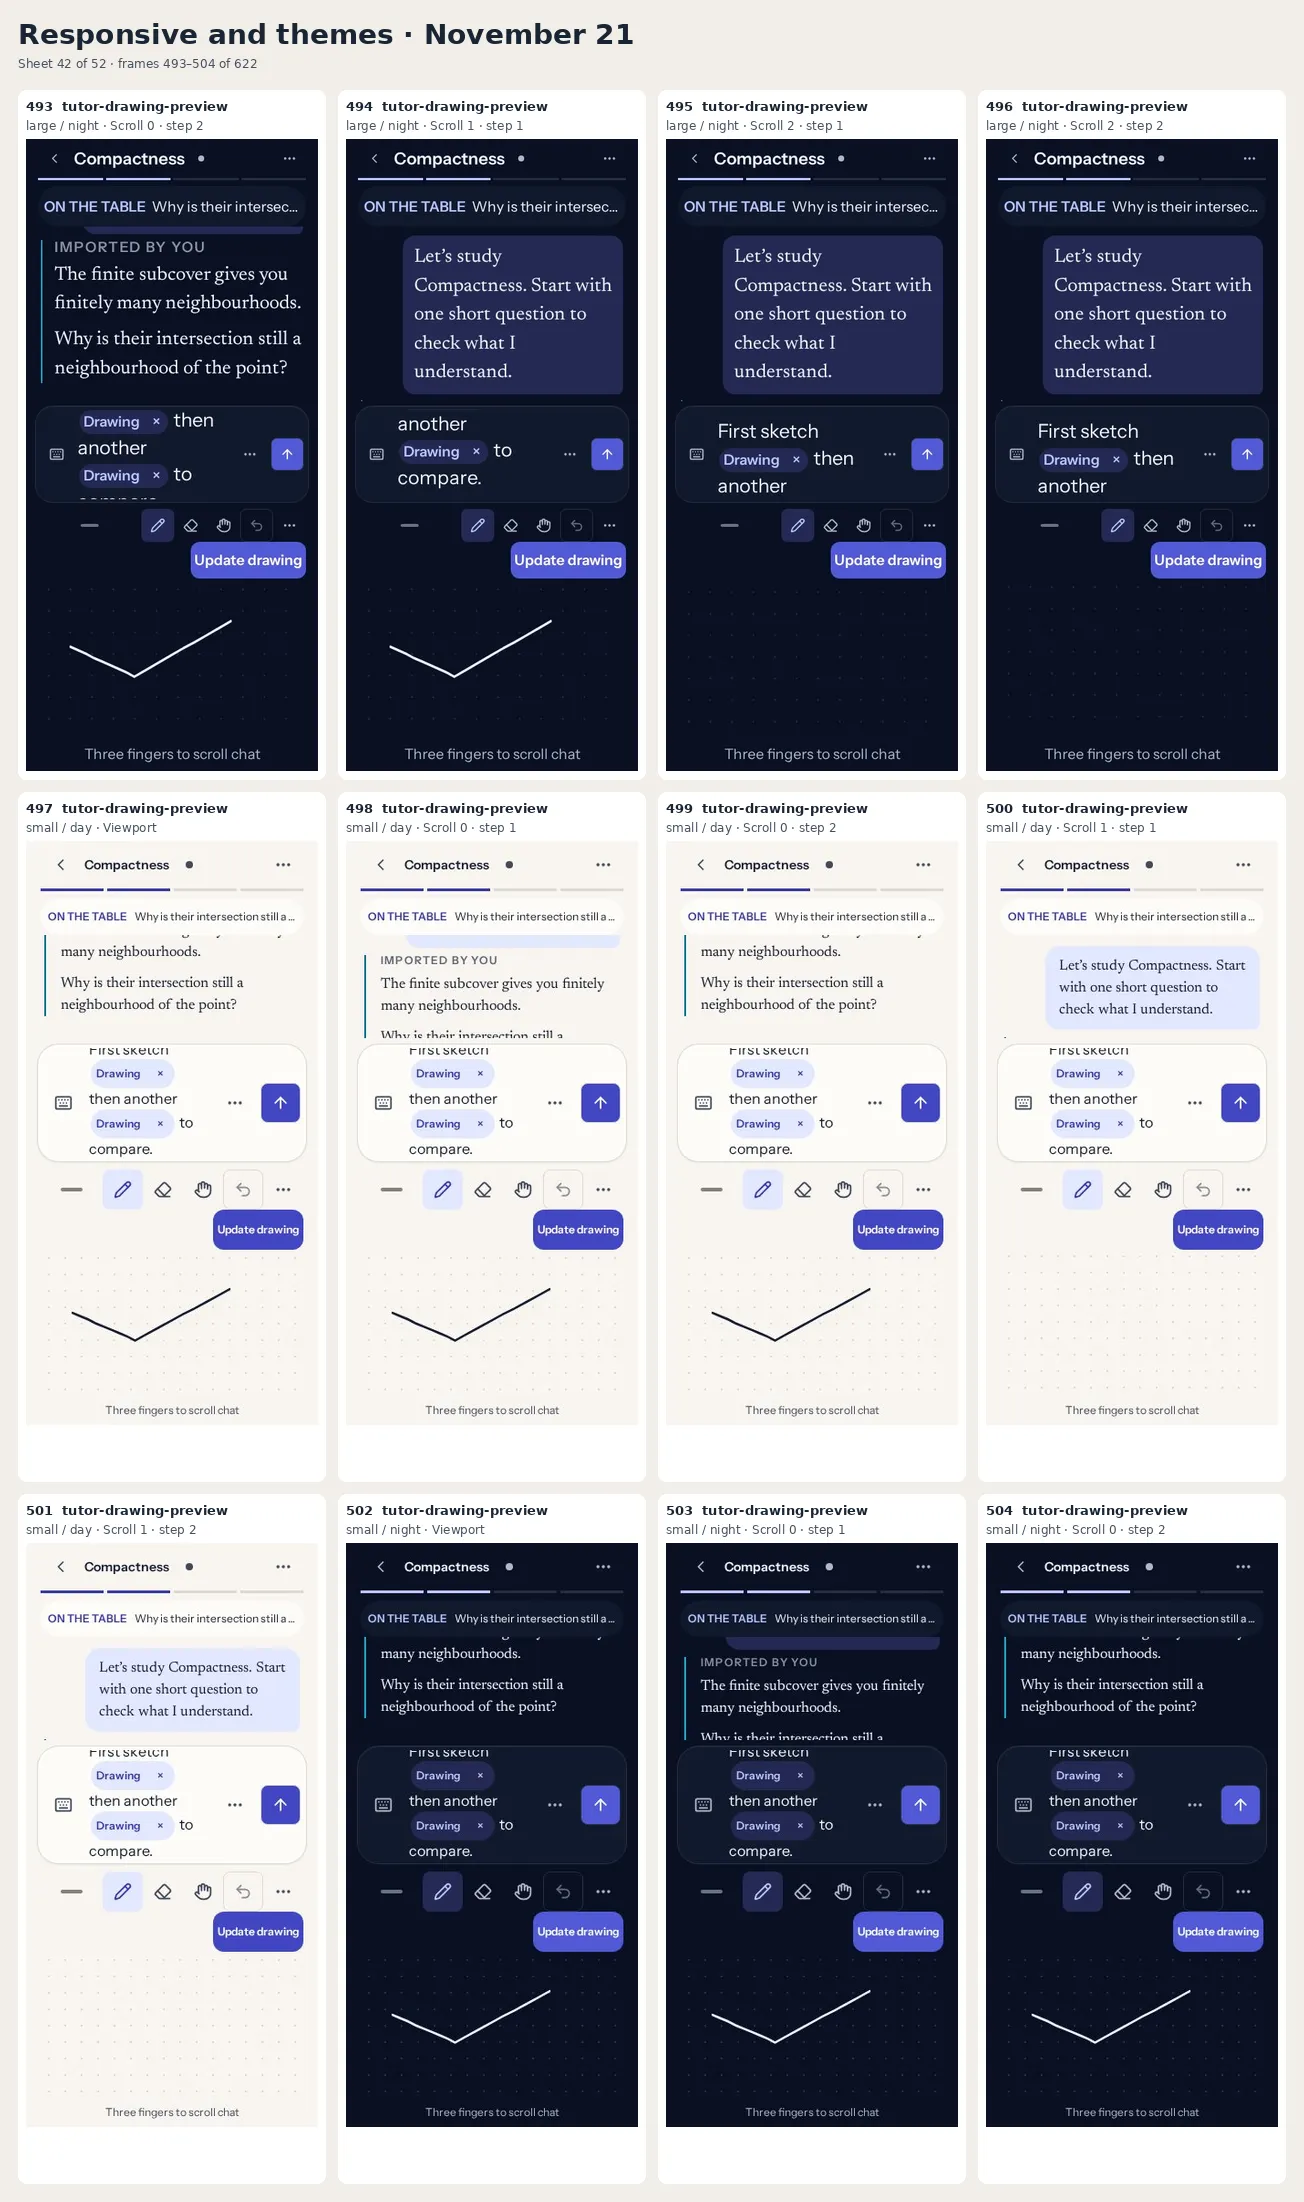 Responsive and themes · November 21
Sheet 42 of 52 · frames 493–504 of 622
493 tutor-drawing-preview
large / night · Scroll 0 · step 2
Compactness
ON THE TABLE Why is their intersec...
IMPORTED BY YOU
The finite subcover gives you
finitely many neighbourhoods.
Why is their intersection still a
neighbourhood of the point?
Drawing × then
another
Drawing × to
compare.
Update drawing
Three fingers to scroll chat
494 tutor-drawing-preview
large / night · Scroll 1 · step 1
Compactness
ON THE TABLE Why is their intersec...
Let’s study
Compactness. Start with
one short question to
check what I
understand.
another
Drawing × to
compare.
Update drawing
Three fingers to scroll chat
495 tutor-drawing-preview
large / night · Scroll 2 · step 1
Compactness
ON THE TABLE Why is their intersec...
Let’s study
Compactness. Start with
one short question to
check what I
understand.
First sketch
Drawing × then
another
Update drawing
Three fingers to scroll chat
496 tutor-drawing-preview
large / night · Scroll 2 · step 2
Compactness
ON THE TABLE Why is their intersec...
Let’s study
Compactness. Start with
one short question to
check what I
understand.
First sketch
Drawing × then
another
Update drawing
Three fingers to scroll chat
497 tutor-drawing-preview
small / day · Viewport
Compactness
ON THE TABLE Why is their intersection still a ...
many neighbourhoods.
Why is their intersection still a
neighbourhood of the point?
First sketch
Drawing ×
then another
Drawing × to
compare.
Update drawing
Three fingers to scroll chat
498 tutor-drawing-preview
small / day · Scroll 0 · step 1
Compactness
ON THE TABLE Why is their intersection still a ...
IMPORTED BY YOU
The finite subcover gives you finitely
many neighbourhoods.
Why is their intersection still a
First sketch
Drawing ×
then another
Drawing × to
compare.
Update drawing
Three fingers to scroll chat
499 tutor-drawing-preview
small / day · Scroll 0 · step 2
Compactness
ON THE TABLE Why is their intersection still a ...
many neighbourhoods.
Why is their intersection still a
neighbourhood of the point?
First sketch
Drawing ×
then another
Drawing × to
compare.
Update drawing
Three fingers to scroll chat
500 tutor-drawing-preview
small / day · Scroll 1 · step 1
Compactness
ON THE TABLE Why is their intersection still a ...
Let’s study Compactness. Start
with one short question to
check what I understand.
First sketch
Drawing ×
then another
Drawing × to
compare.
Update drawing
Three fingers to scroll chat
501 tutor-drawing-preview
small / day · Scroll 1 · step 2
Compactness
ON THE TABLE Why is their intersection still a ...
Let’s study Compactness. Start
with one short question to
check what I understand.
First sketch
Drawing ×
then another
Drawing × to
compare.
Update drawing
Three fingers to scroll chat
502 tutor-drawing-preview
small / night · Viewport
Compactness
ON THE TABLE Why is their intersection still a ...
many neighbourhoods.
Why is their intersection still a
neighbourhood of the point?
First sketch
Drawing ×
then another
Drawing × to
compare.
Update drawing
Three fingers to scroll chat
503 tutor-drawing-preview
small / night · Scroll 0 · step 1
Compactness
ON THE TABLE Why is their intersection still a ...
IMPORTED BY YOU
The finite subcover gives you finitely
many neighbourhoods.
Why is their intersection still a
First sketch
Drawing ×
then another
Drawing × to
compare.
Update drawing
Three fingers to scroll chat
504 tutor-drawing-preview
small / night · Scroll 0 · step 2
Compactness
ON THE TABLE Why is their intersection still a ...
many neighbourhoods.
Why is their intersection still a
neighbourhood of the point?
First sketch
Drawing ×
then another
Drawing × to
compare.
Update drawing
Three fingers to scroll chat